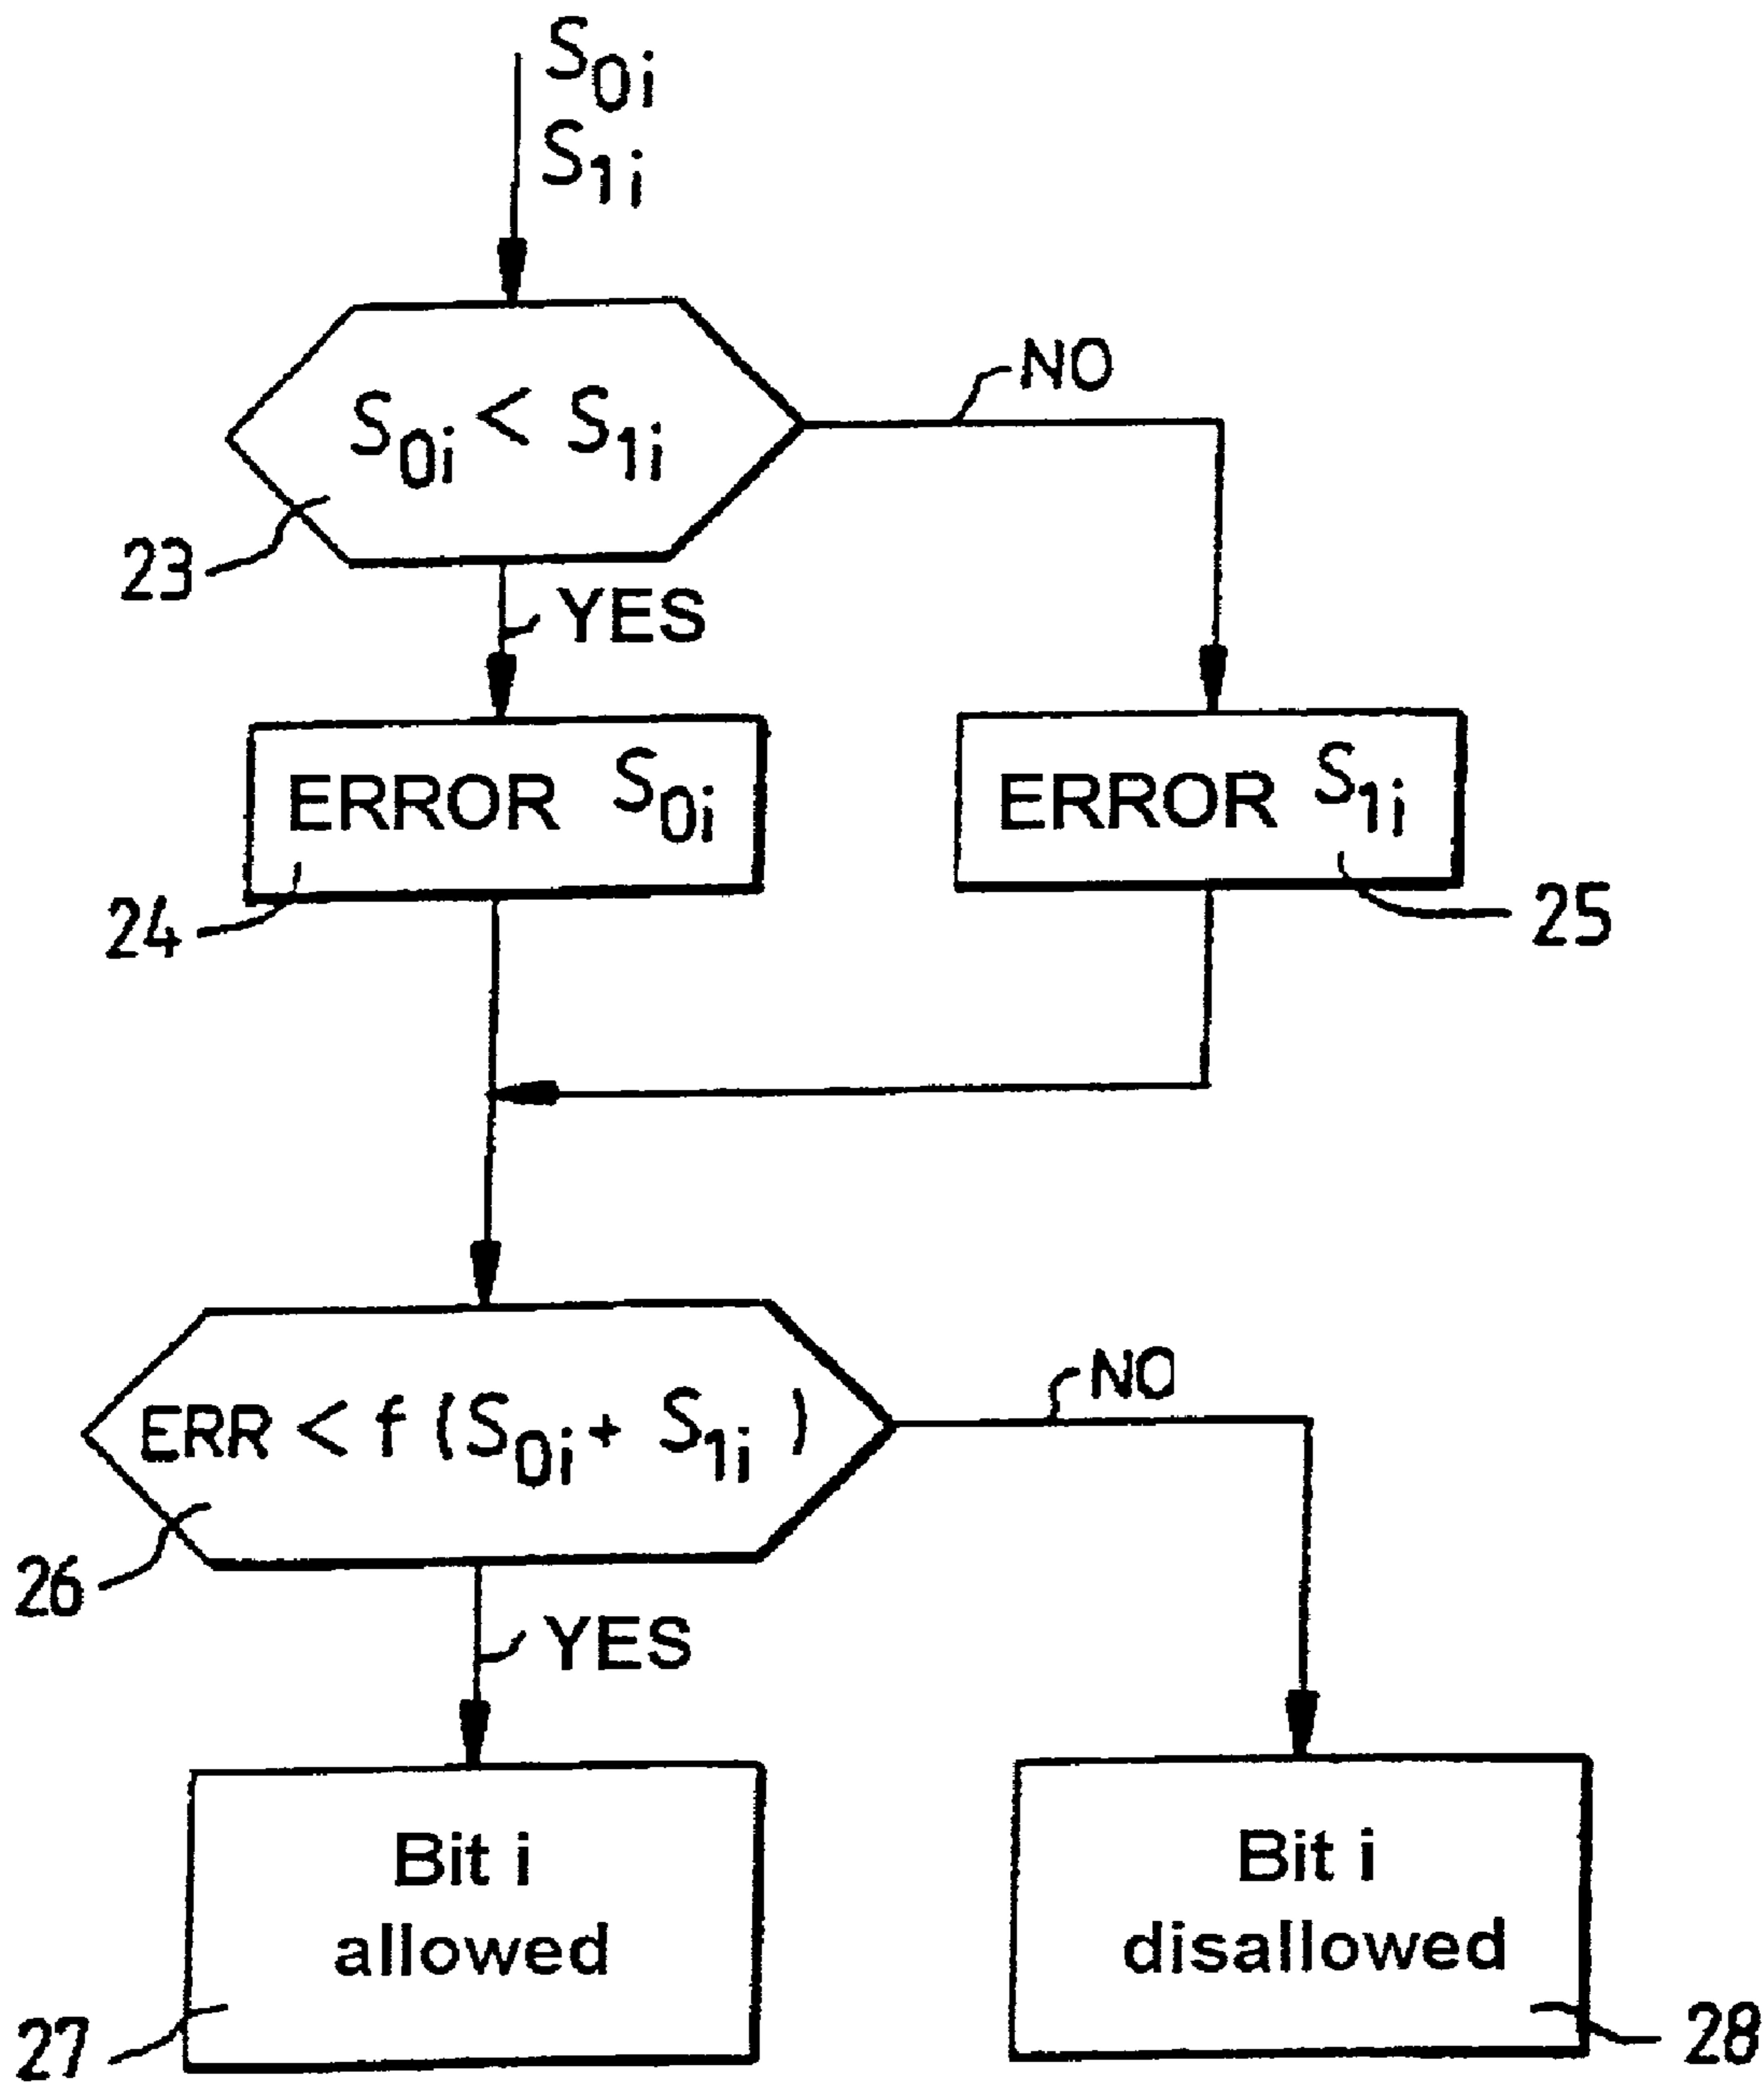 S0i
S1i
S0i < S1i
NO
23
YES
ERROR S0i
ERROR S1i
24
25
ERR < f (S0i + S1i )
NO
26
YES
Bit i
allowed
Bit i
disallowed
27
28